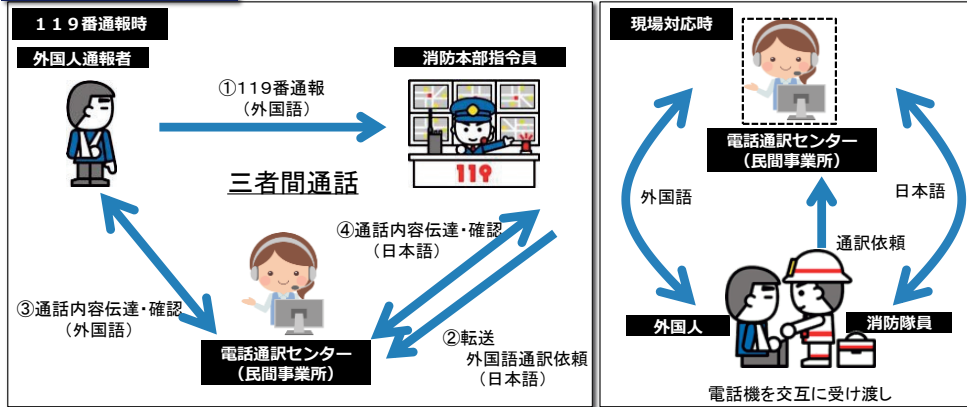 119番通報時
外国人通報者
消防本部指令員
①119番通報
(外国語)
119
三者間通話
④通話内容伝達・確認
(日本語)
③通話内容伝達・確認
(外国語)
②転送
外国語通訳依頼
(日本語)
電話通訳センター
(民間事業所)
現場対応時
電話通訳センター
(民間事業所)
外国語
日本語
通訳依頼
外国人
消防隊員
電話機を交互に受け渡し